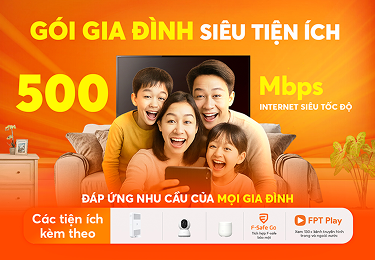 GÓI GIA ĐÌNH SIÊU TIỆN ÍCH
500 Mbps
INTERNET SIÊU TỐC ĐỘ
ĐÁP ỨNG NHU CẦU CỦA MỌI GIA ĐÌNH
Các tiện ích
kèm theo
F-Safe Go
FPT Play